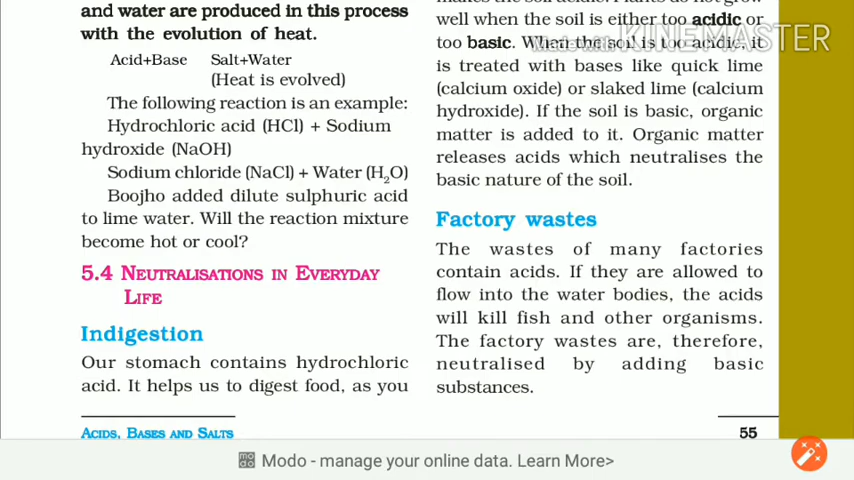 and water are produced in this process
with the evolution of heat.
Acid+Base Salt+Water
(Heat is evolved)
The following reaction is an example:
Hydrochloric acid (HCl) + Sodium
hydroxide (NaOH)
Sodium chloride (NaCl) + Water (H2O)
Boojho added dilute sulphuric acid
to lime water. Will the reaction mixture
become hot or cool?
5.4 NEUTRALISATIONS IN EVERYDAY
LIFE
Indigestion
Our stomach contains hydrochloric
acid. It helps us to digest food, as you
well when the soil is either too acidic or
too basic. When the soil is too acidic, it
is treated with bases like quick lime
(calcium oxide) or slaked lime (calcium
hydroxide). If the soil is basic, organic
matter is added to it. Organic matter
releases acids which neutralises the
basic nature of the soil.
Factory wastes
The wastes of many factories
contain acids. If they are allowed to
flow into the water bodies, the acids
will kill fish and other organisms.
The factory wastes are, therefore,
neutralised by adding basic
substances.
ACIDS, BASES AND SALTS
55
Made with KINEMASTER
modo Modo - manage your online data. Learn More>